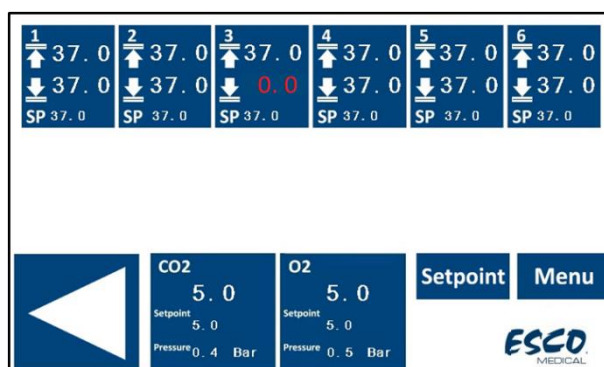 1 2 3 4 5 6
37. 0 37. 0 37. 0 37. 0 37. 0 37. 0
37. 0 37. 0 0.0 37. 0 37. 0 37. 0
SP 37. 0 SP 37. 0 SP 37. 0 SP 37. 0 SP 37. 0 SP 37. 0
CO2 O2 Setpoint Menu
5. 0 5. 0
Setpoint Setpoint
5. 0 5. 0
Pressure 0. 4 Bar Pressure 0. 5 Bar
ESCO
MEDICAL